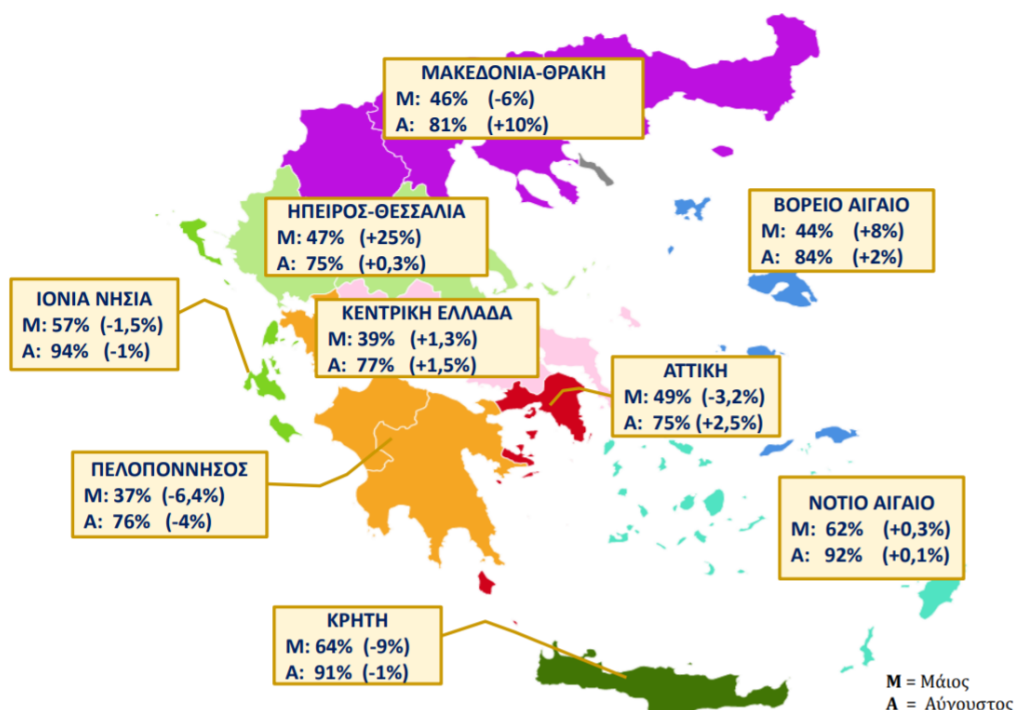 ΜΑΚΕΔΟΝΙΑ-ΘΡΑΚΗ
Μ: 46% (-6%)
Α: 81% (+10%)
ΗΠΕΙΡΟΣ-ΘΕΣΣΑΛΙΑ
Μ: 47% (+25%)
Α: 75% (+0,3%)
ΒΟΡΕΙΟ ΑΙΓΑΙΟ
Μ: 44% (+8%)
Α: 84% (+2%)
ΙΟΝΙΑ ΝΗΣΙΑ
Μ: 57% (-1,5%)
Α: 94% (-1%)
ΚΕΝΤΡΙΚΗ ΕΛΛΑΔΑ
Μ: 39% (+1,3%)
Α: 77% (+1,5%)
ΑΤΤΙΚΗ
Μ: 49% (-3,2%)
Α: 75% (+2,5%)
ΠΕΛΟΠΟΝΝΗΣΟΣ
Μ: 37% (-6,4%)
Α: 76% (-4%)
ΝΟΤΙΟ ΑΙΓΑΙΟ
Μ: 62% (+0,3%)
Α: 92% (+0,1%)
ΚΡΗΤΗ
Μ: 64% (-9%)
Α: 91% (-1%)
Μ = Μάιος
Α = Αύγουστος